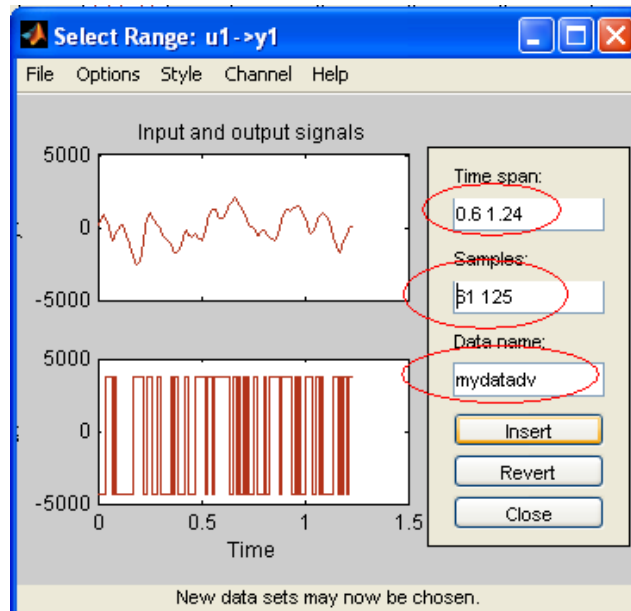 Select Range: u1->y1
File Options Style Channel Help
Input and output signals
5000
0
-5000
5000
0
-5000
0 0.5 1 1.5
Time
Time span:
0.6 1.24
Samples:
61 125
Data name:
mydatadv
Insert
Revert
Close
New data sets may now be chosen.